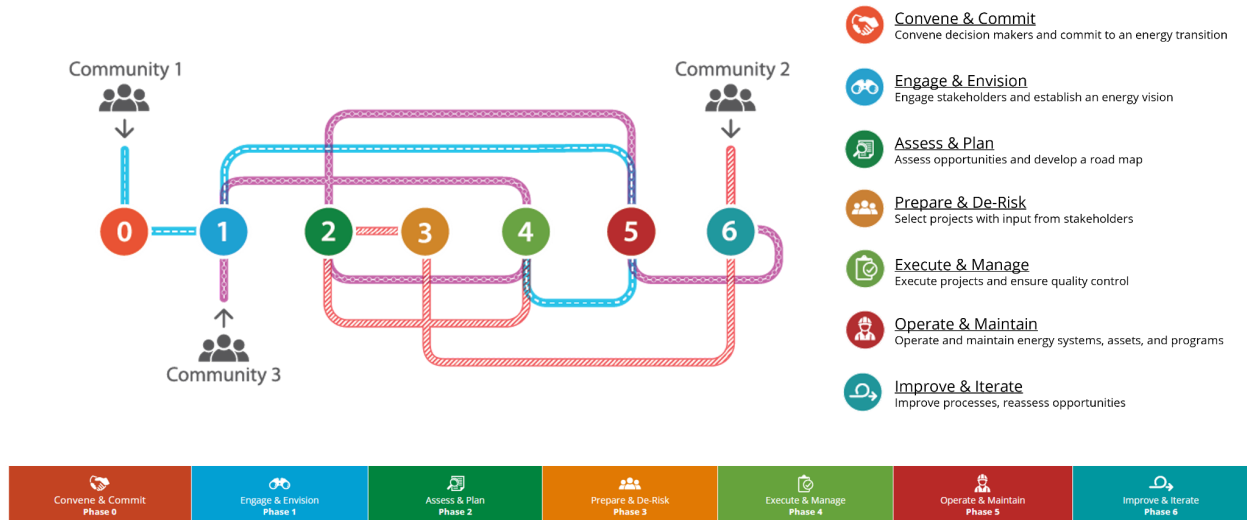 Community 1
Community 2
0
1
2
3
4
5
6
Community 3
Convene & Commit
Convene decision makers and commit to an energy transition
Engage & Envision
Engage stakeholders and establish an energy vision
Assess & Plan
Assess opportunities and develop a road map
Prepare & De-Risk
Select projects with input from stakeholders
Execute & Manage
Execute projects and ensure quality control
Operate & Maintain
Operate and maintain energy systems, assets, and programs
Improve & Iterate
Improve processes, reassess opportunities
Convene & Commit
Phase 0
Engage & Envision
Phase 1
Assess & Plan
Phase 2
Prepare & De-Risk
Phase 3
Execute & Manage
Phase 4
Operate & Maintain
Phase 5
Improve & Iterate
Phase 6